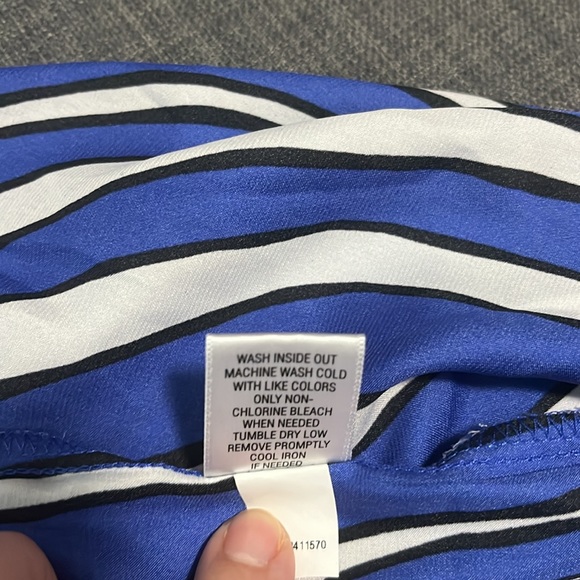 WASH INSIDE OUT
MACHINE WASH COLD
WITH LIKE COLORS
ONLY NON-
CHLORINE BLEACH
WHEN NEEDED
TUMBLE DRY LOW
REMOVE PROMPTLY
COOL IRON
IF NEEDED
411570